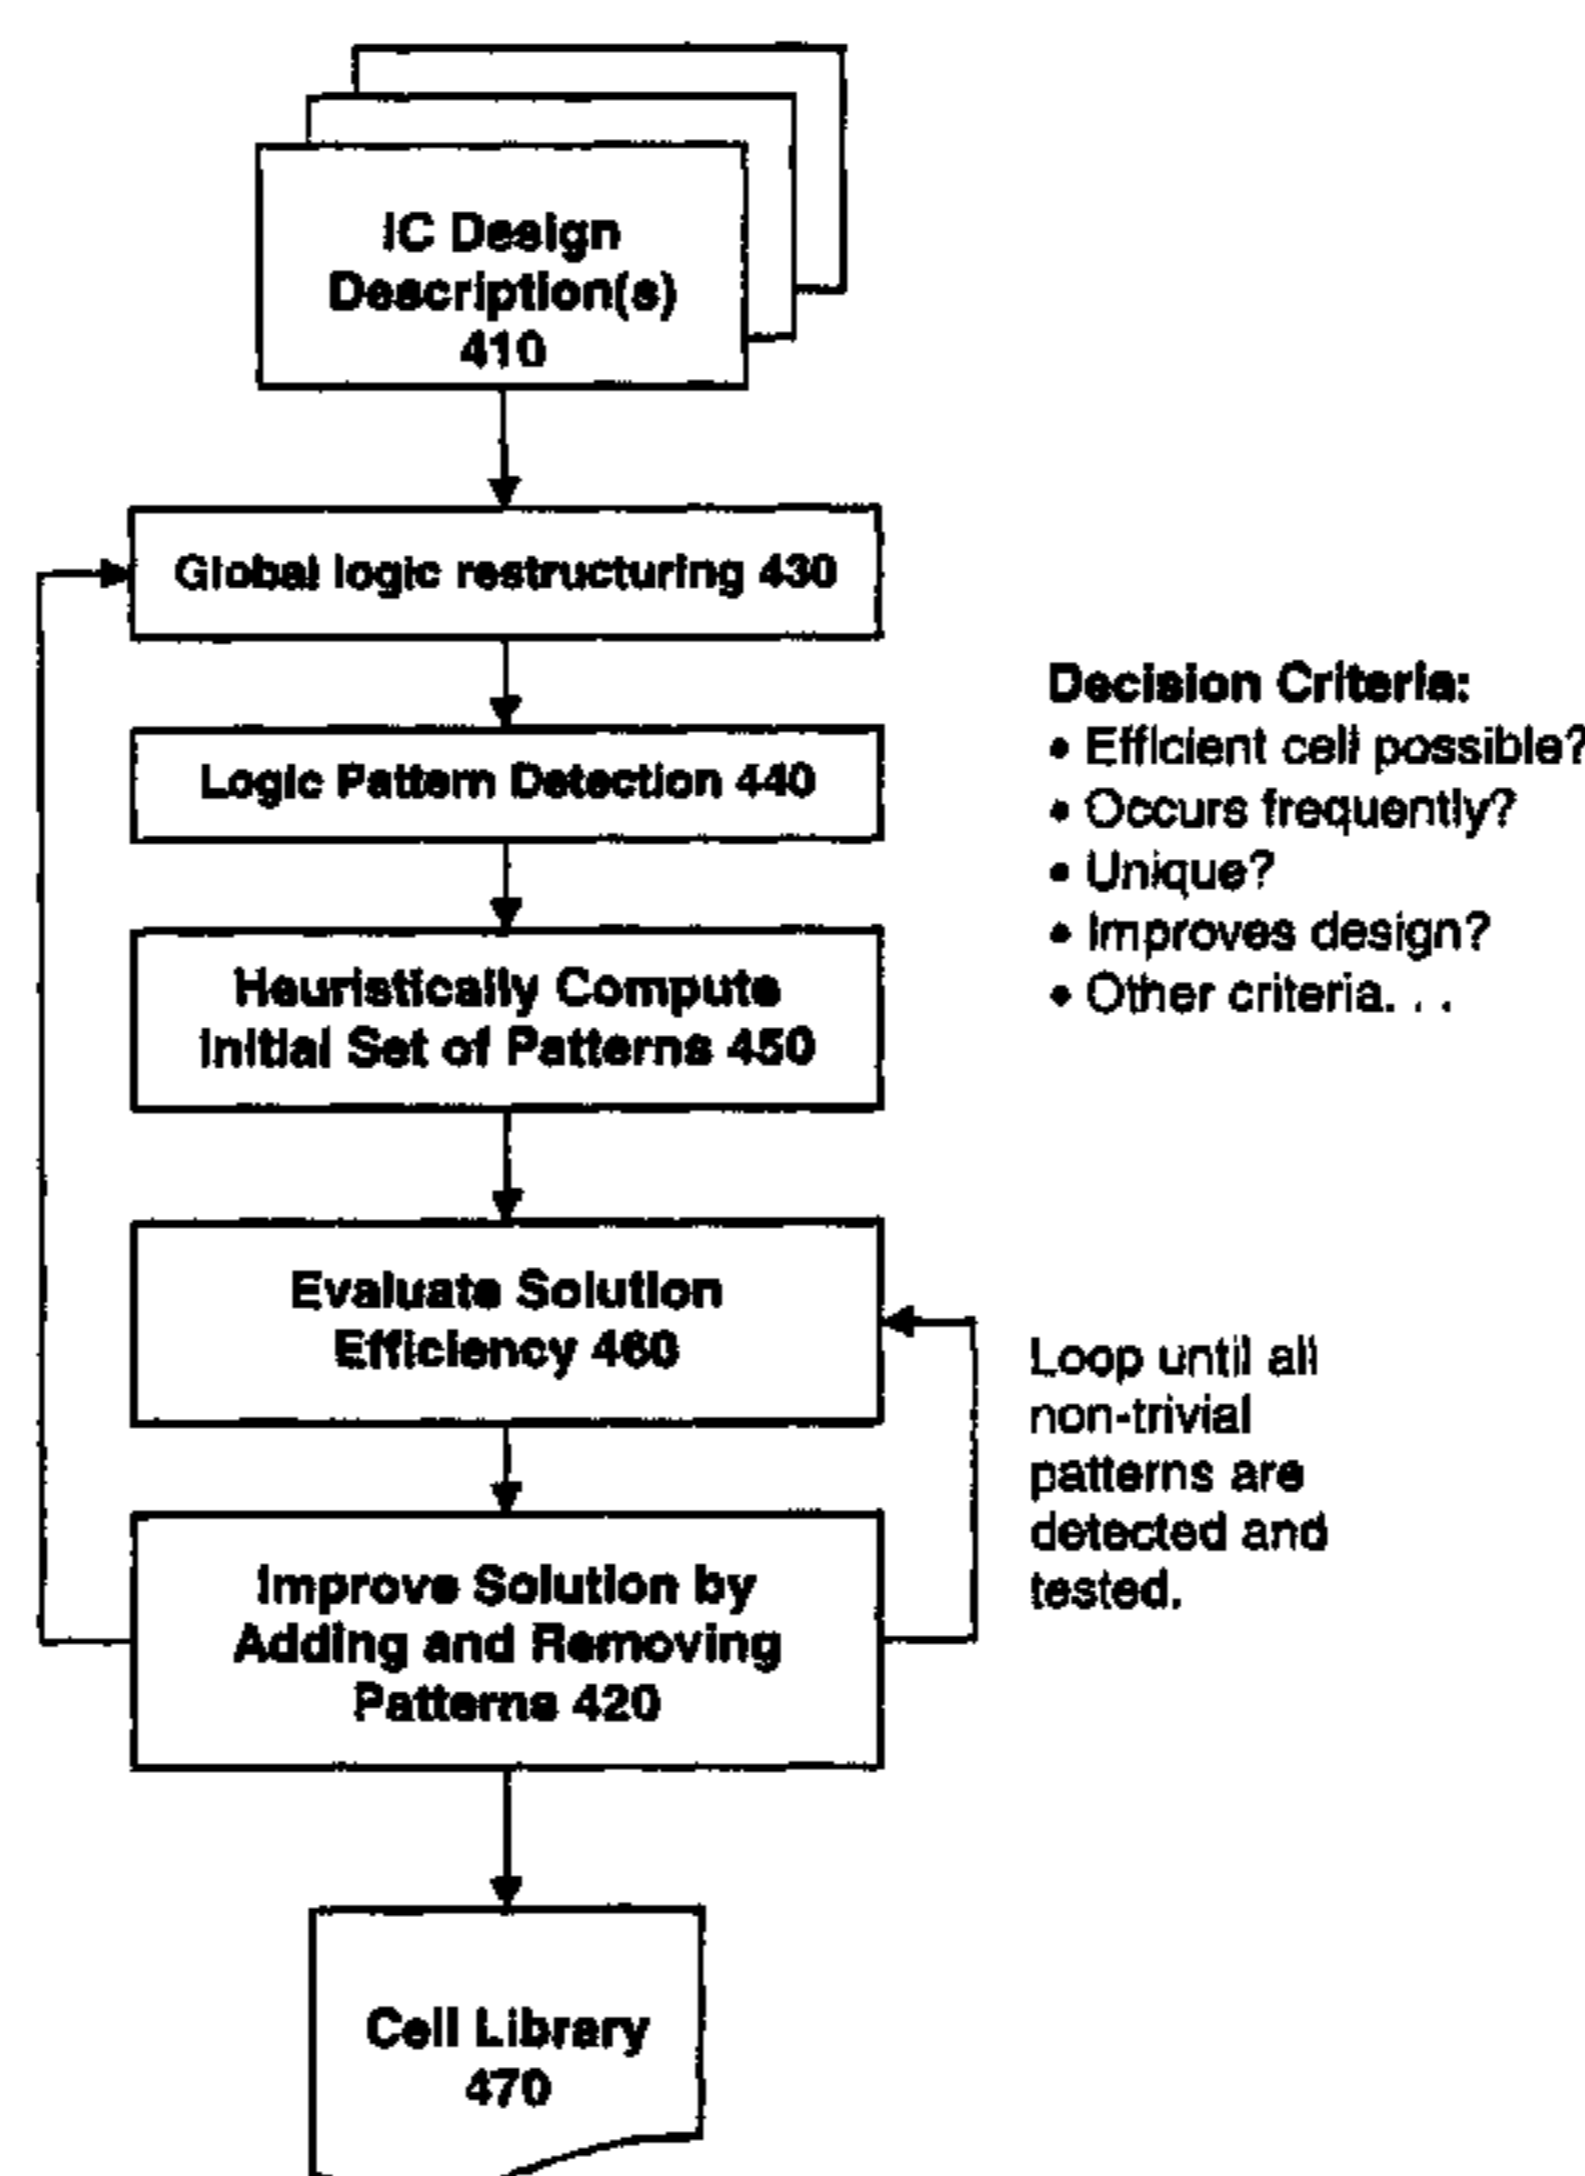 IC Design
Description(s)
410
Global logic restructuring 430
Logic Pattern Detection 440
Decision Criteria:
• Efficient cell possible?
• Occurs frequently?
• Unique?
• Improves design?
• Other criteria. . .
Heuristically Compute
Initial Set of Patterns 450
Evaluate Solution
Efficiency 460
Loop until all
non-trivial
patterns are
detected and
tested.
Improve Solution by
Adding and Removing
Patterns 420
Cell Library
470